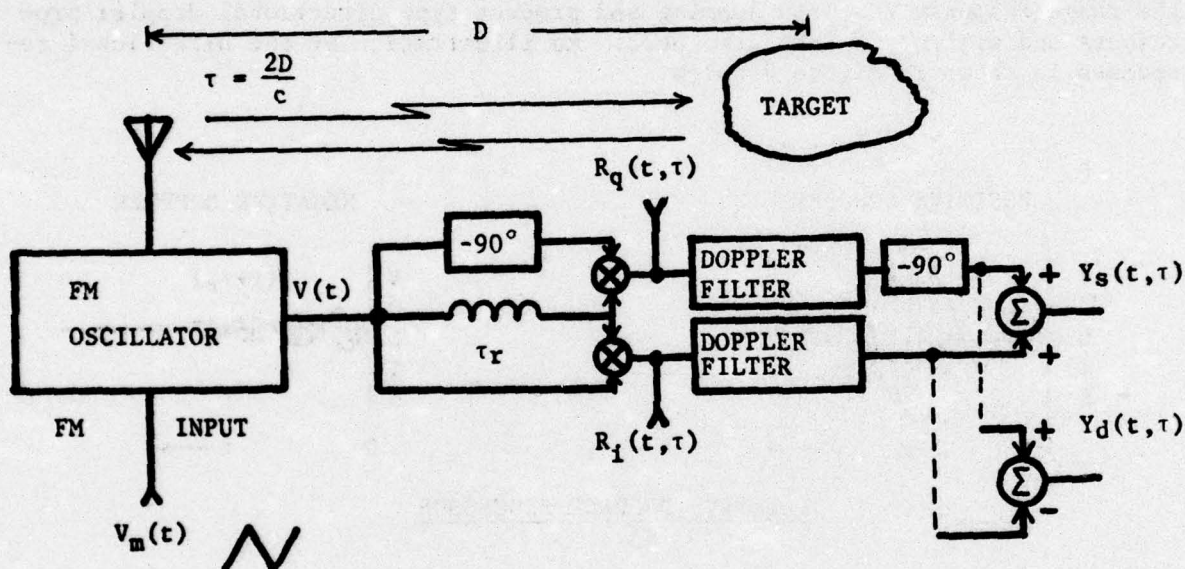 D
τ = 2D/c
TARGET
R_q(t,τ)
-90°
DOPPLER
FILTER
-90°
+
Y_s(t,τ)
FM
OSCILLATOR
V(t)
Σ
τ_r
DOPPLER
FILTER
+
FM INPUT
R_i(t,τ)
+
Y_d(t,τ)
Σ
-
V_m(t)